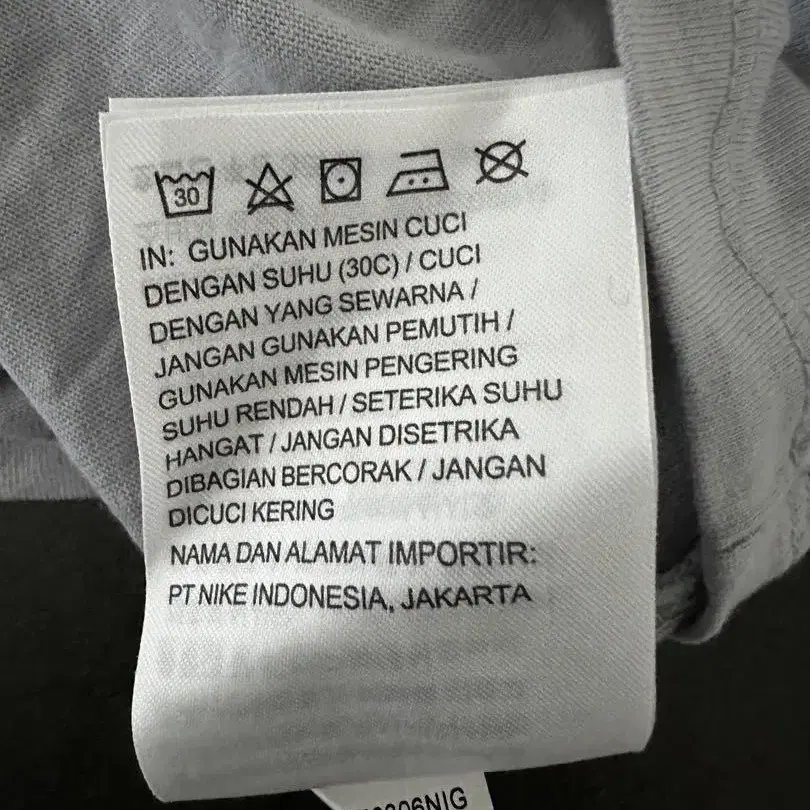 30
IN: GUNAKAN MESIN CUCI
DENGAN SUHU (30C) / CUCI
DENGAN YANG SEWARNA /
JANGAN GUNAKAN PEMUTIH /
GUNAKAN MESIN PENGERING
SUHU RENDAH / SETERIKA SUHU
HANGAT / JANGAN DISETRIKA
DIBAGIAN BERCORAK / JANGAN
DICUCI KERING
NAMA DAN ALAMAT IMPORTIR:
PT NIKE INDONESIA, JAKARTA